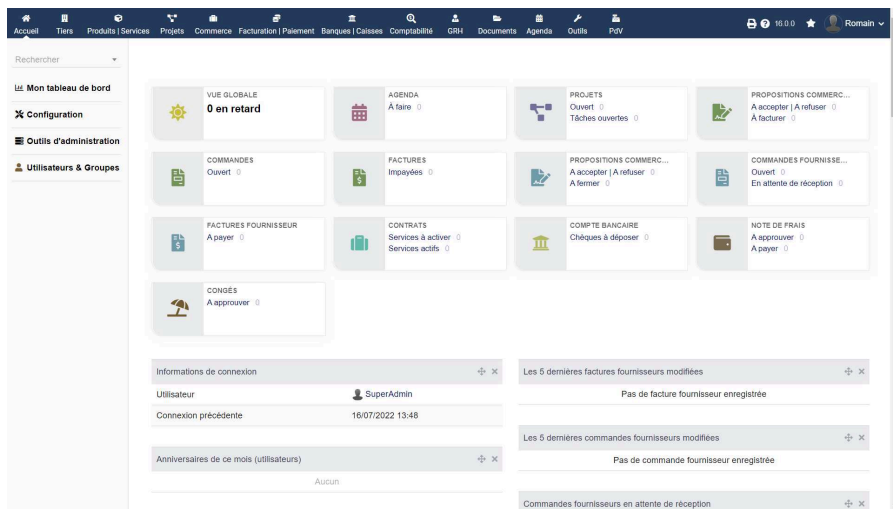 Accueil Tiers Produits | Services Projets Commerce Facturation | Paiement Banques | Caisses Comptabilité GRH Documents Agenda Outils PdV 16.0.0 Romain
Rechercher
Mon tableau de bord
Configuration
Outils d'administration
Utilisateurs & Groupes
VUE GLOBALE
0 en retard
AGENDA
À faire 0
PROJETS
Ouvert 0
Tâches ouvertes 0
PROPOSITIONS COMMERC...
A accepter | A refuser 0
À facturer 0
COMMANDES
Ouvert 0
FACTURES
Impayées 0
PROPOSITIONS COMMERC...
A accepter | A refuser 0
A fermer 0
COMMANDES FOURNISSE...
Ouvert 0
En attente de réception 0
FACTURES FOURNISSEUR
A payer 0
CONTRATS
Services à activer 0
Services actifs 0
COMPTE BANCAIRE
Chèques à déposer 0
NOTE DE FRAIS
A approuver 0
A payer 0
CONGÉS
A approuver 0
Informations de connexion
Utilisateur SuperAdmin
Connexion précédente 16/07/2022 13:48
Anniversaires de ce mois (utilisateurs)
Aucun
Les 5 dernières factures fournisseurs modifiées
Pas de facture fournisseur enregistrée
Les 5 dernières commandes fournisseurs modifiées
Pas de commande fournisseur enregistrée
Commandes fournisseurs en attente de réception